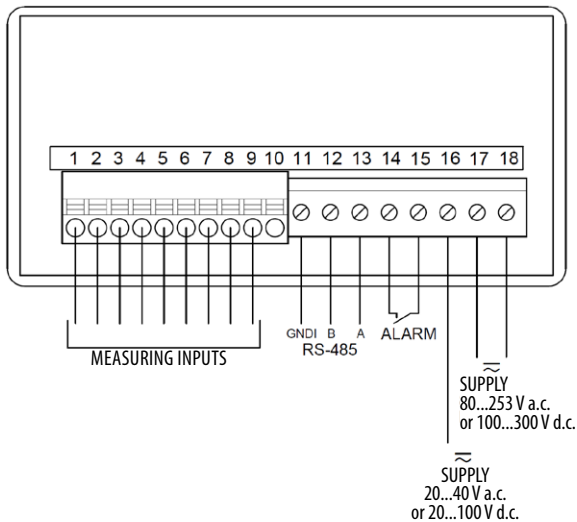 1 2 3 4 5 6 7 8 9 10 11 12 13 14 15 16 17 18
GNDI B A ALARM
RS-485
MEASURING INPUTS
SUPPLY
80...253 V a.c.
or 100...300 V d.c.
SUPPLY
20...40 V a.c.
or 20...100 V d.c.